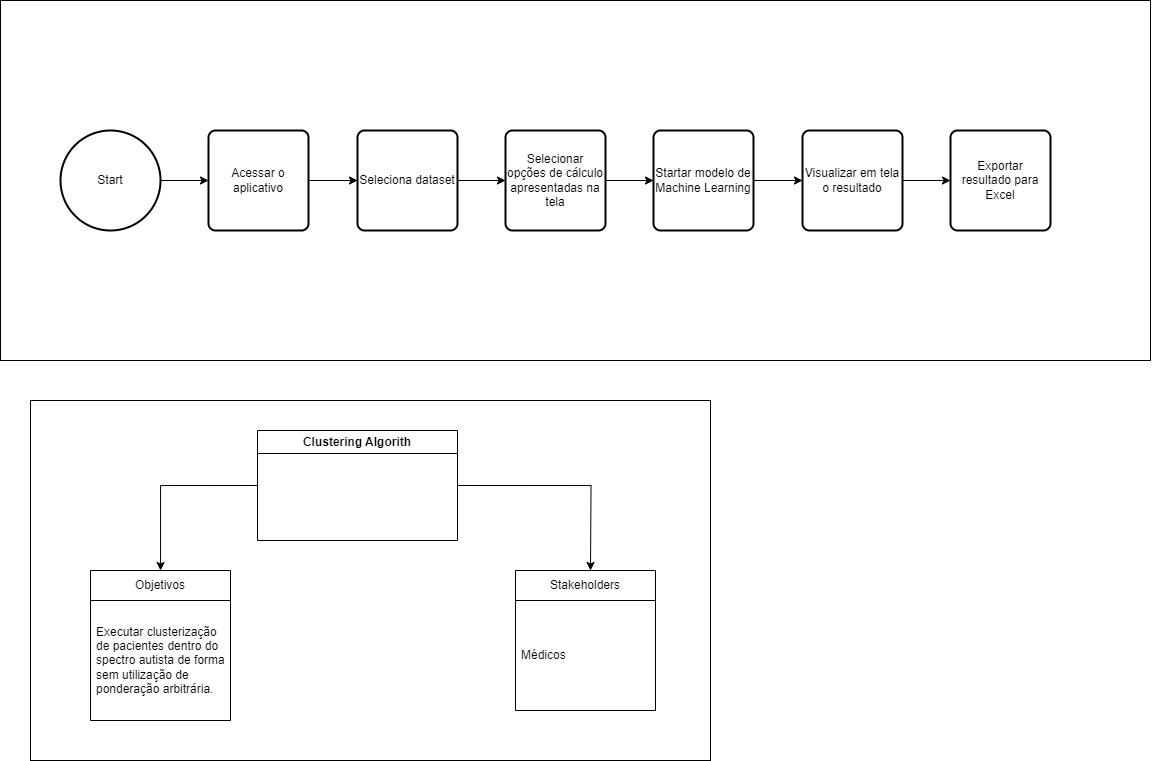 Start
Acessar o
aplicativo
Seleciona dataset
Selecionar
opções de cálculo
apresentadas na
tela
Startar modelo de
Machine Learning
Visualizar em tela
o resultado
Exportar
resultado para
Excel
Clustering Algorith
Objetivos
Executar clusterização
de pacientes dentro do
spectro autista de forma
sem utilização de
ponderação arbitrária.
Stakeholders
Médicos